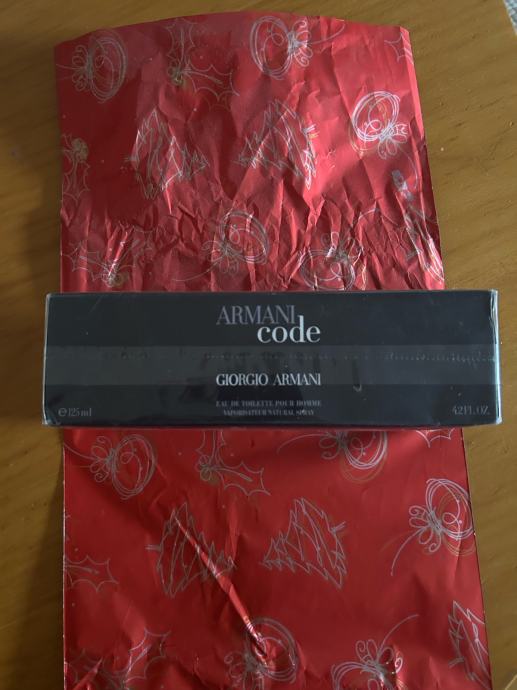 ARMANI
code
GIORGIO ARMANI
EAU DE TOILETTE POUR HOMME
VAPORISATEUR NATURAL SPRAY
℮125 ml
4.2 FL.OZ.